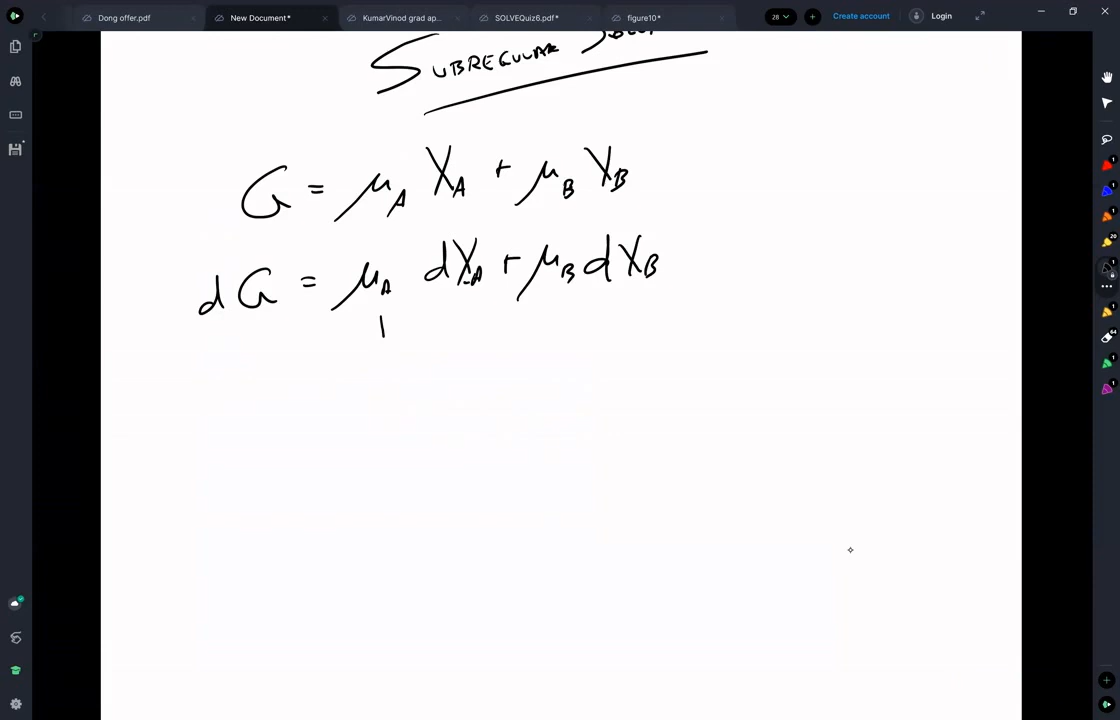 Dong offer.pdf
New Document*
KumarVinod grad ap...
SOLVEQuiz6.pdf*
figure10*
28
Create account
Login
SUBREGULAR
G = μA XA + μB XB
dG = μA dXA + μB dXB